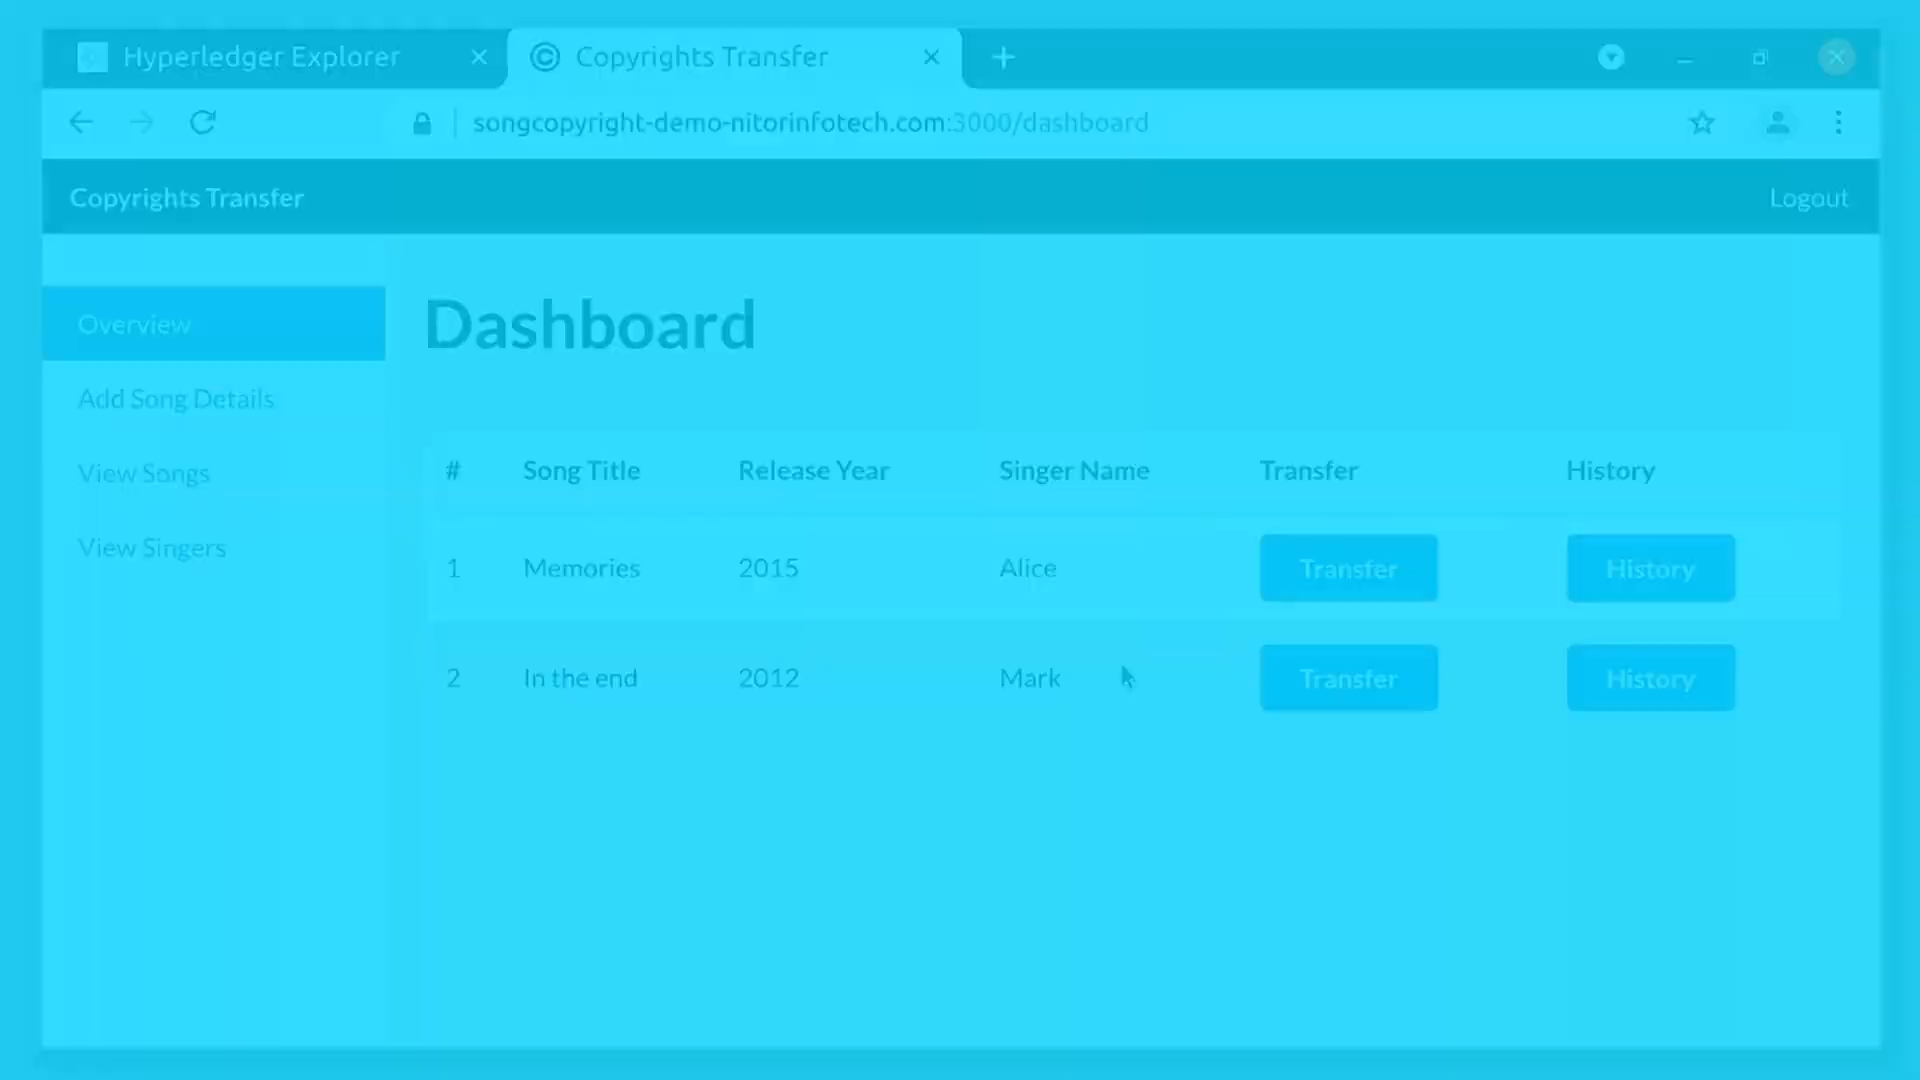 Hyperledger Explorer
Copyrights Transfer
songcopyright-demo-nitorinfotech.com:3000/dashboard
Copyrights Transfer
Logout
Overview
Add Song Details
View Songs
View Singers
Dashboard
# Song Title Release Year Singer Name Transfer History
1 Memories 2015 Alice Transfer History
2 In the end 2012 Mark Transfer History